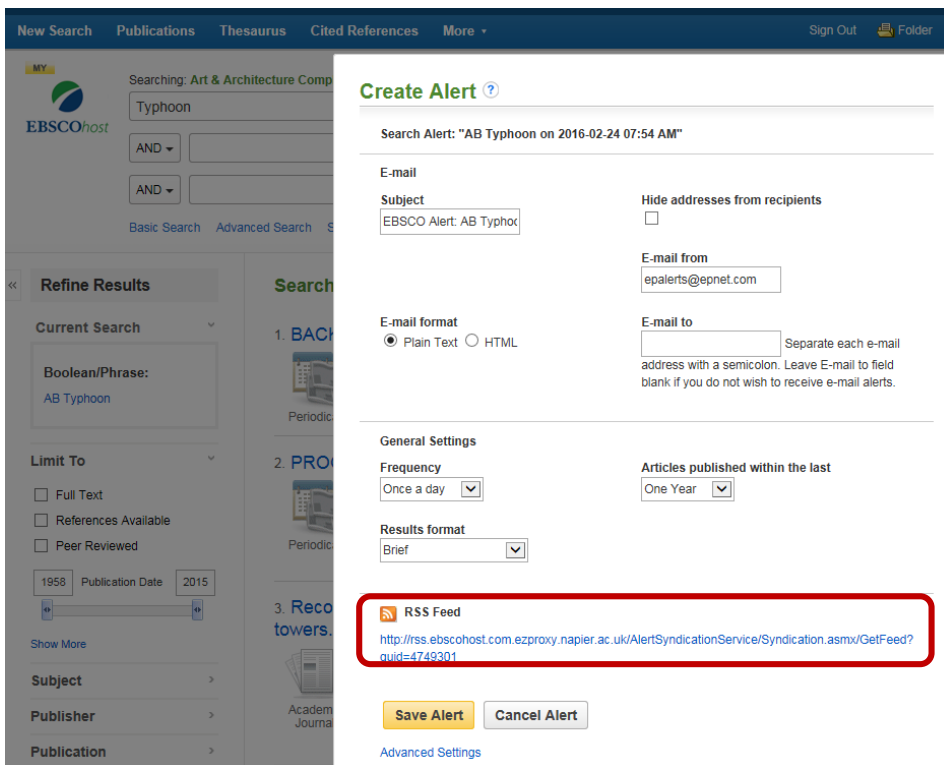 New Search Publications Thesaurus Cited References More Sign Out Folder
MY
EBSCOhost
Searching: Art & Architecture Comp
Typhoon
AND
AND
Basic Search Advanced Search S
Refine Results
Current Search
Boolean/Phrase:
AB Typhoon
Limit To
Full Text
References Available
Peer Reviewed
1958 Publication Date 2015
Show More
Subject
Publisher
Publication
Search
1. BACK
Periodic
2. PRO
Periodic
3. Reco
towers.
Academ
Journa
Create Alert ?
Search Alert: "AB Typhoon on 2016-02-24 07:54 AM"
E-mail
Subject
EBSCO Alert: AB Typhoo
Hide addresses from recipients
E-mail from
epalerts@epnet.com
E-mail format
Plain Text HTML
E-mail to
Separate each e-mail
address with a semicolon. Leave E-mail to field
blank if you do not wish to receive e-mail alerts.
General Settings
Frequency
Once a day
Articles published within the last
One Year
Results format
Brief
RSS Feed
http://rss.ebscohost.com.ezproxy.napier.ac.uk/AlertSyndicationService/Syndication.asmx/GetFeed?
guid=4749301
Save Alert Cancel Alert
Advanced Settings